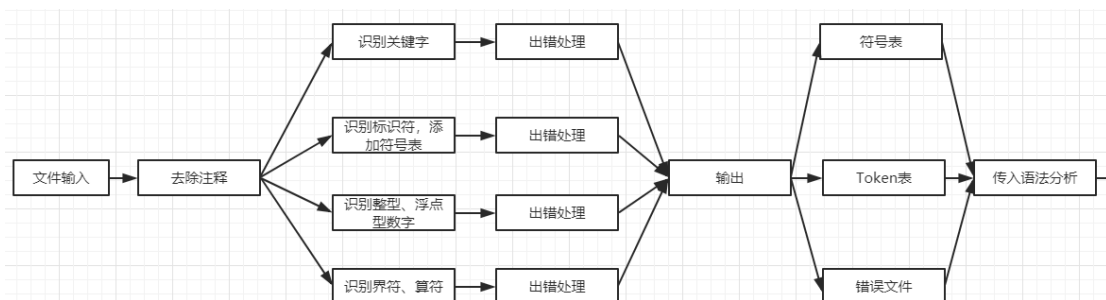 识别关键字
出错处理
符号表
识别标识符，添
加符号表
出错处理
文件输入
去除注释
输出
Token表
传入语法分析
识别整型、浮点
型数字
出错处理
识别界符、算符
出错处理
错误文件